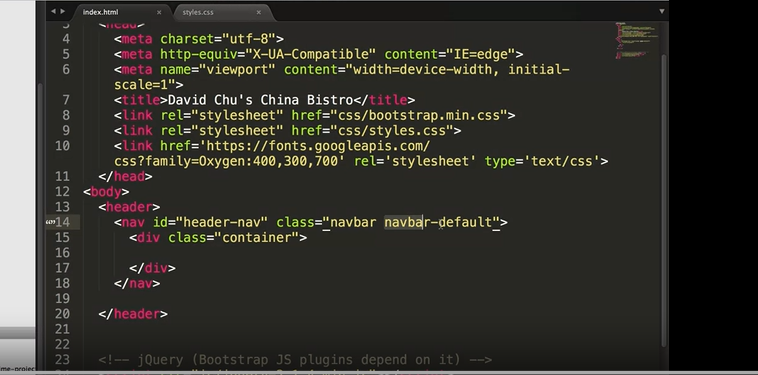 index.html
styles.css
3 <head>
4 <meta charset="utf-8">
5 <meta http-equiv="X-UA-Compatible" content="IE=edge">
6 <meta name="viewport" content="width=device-width, initial-
scale=1">
7 <title>David Chu's China Bistro</title>
8 <link rel="stylesheet" href="css/bootstrap.min.css">
9 <link rel="stylesheet" href="css/styles.css">
10 <link href='https://fonts.googleapis.com/
css?family=Oxygen:400,300,700' rel='stylesheet' type='text/css'>
11 </head>
12 <body>
13 <header>
14 <nav id="header-nav" class="navbar navbar-default">
15 <div class="container">
16
17 </div>
18 </nav>
19
20 </header>
21
22
23 <!-- jQuery (Bootstrap JS plugins depend on it) -->